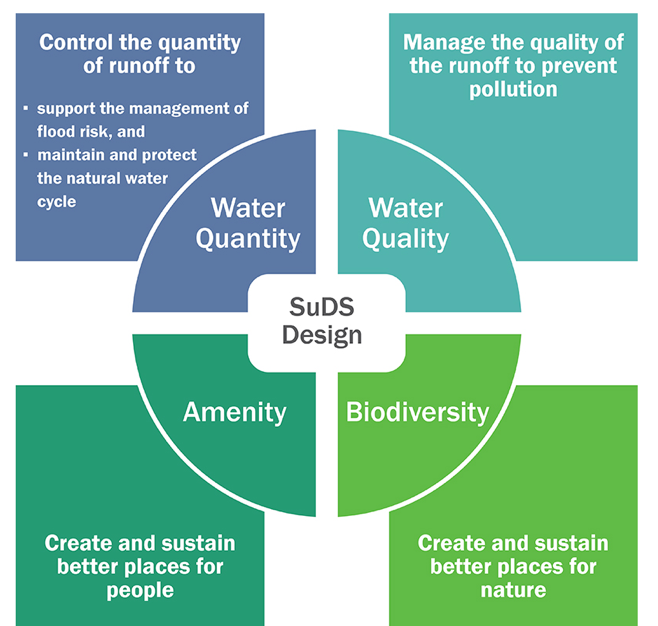 Control the quantity
of runoff to
▪ support the management of
flood risk, and
▪ maintain and protect
the natural water
cycle
Manage the quality of
the runoff to prevent
pollution
Water
Quantity
Water
Quality
SuDS
Design
Amenity
Biodiversity
Create and sustain
better places for
people
Create and sustain
better places for
nature